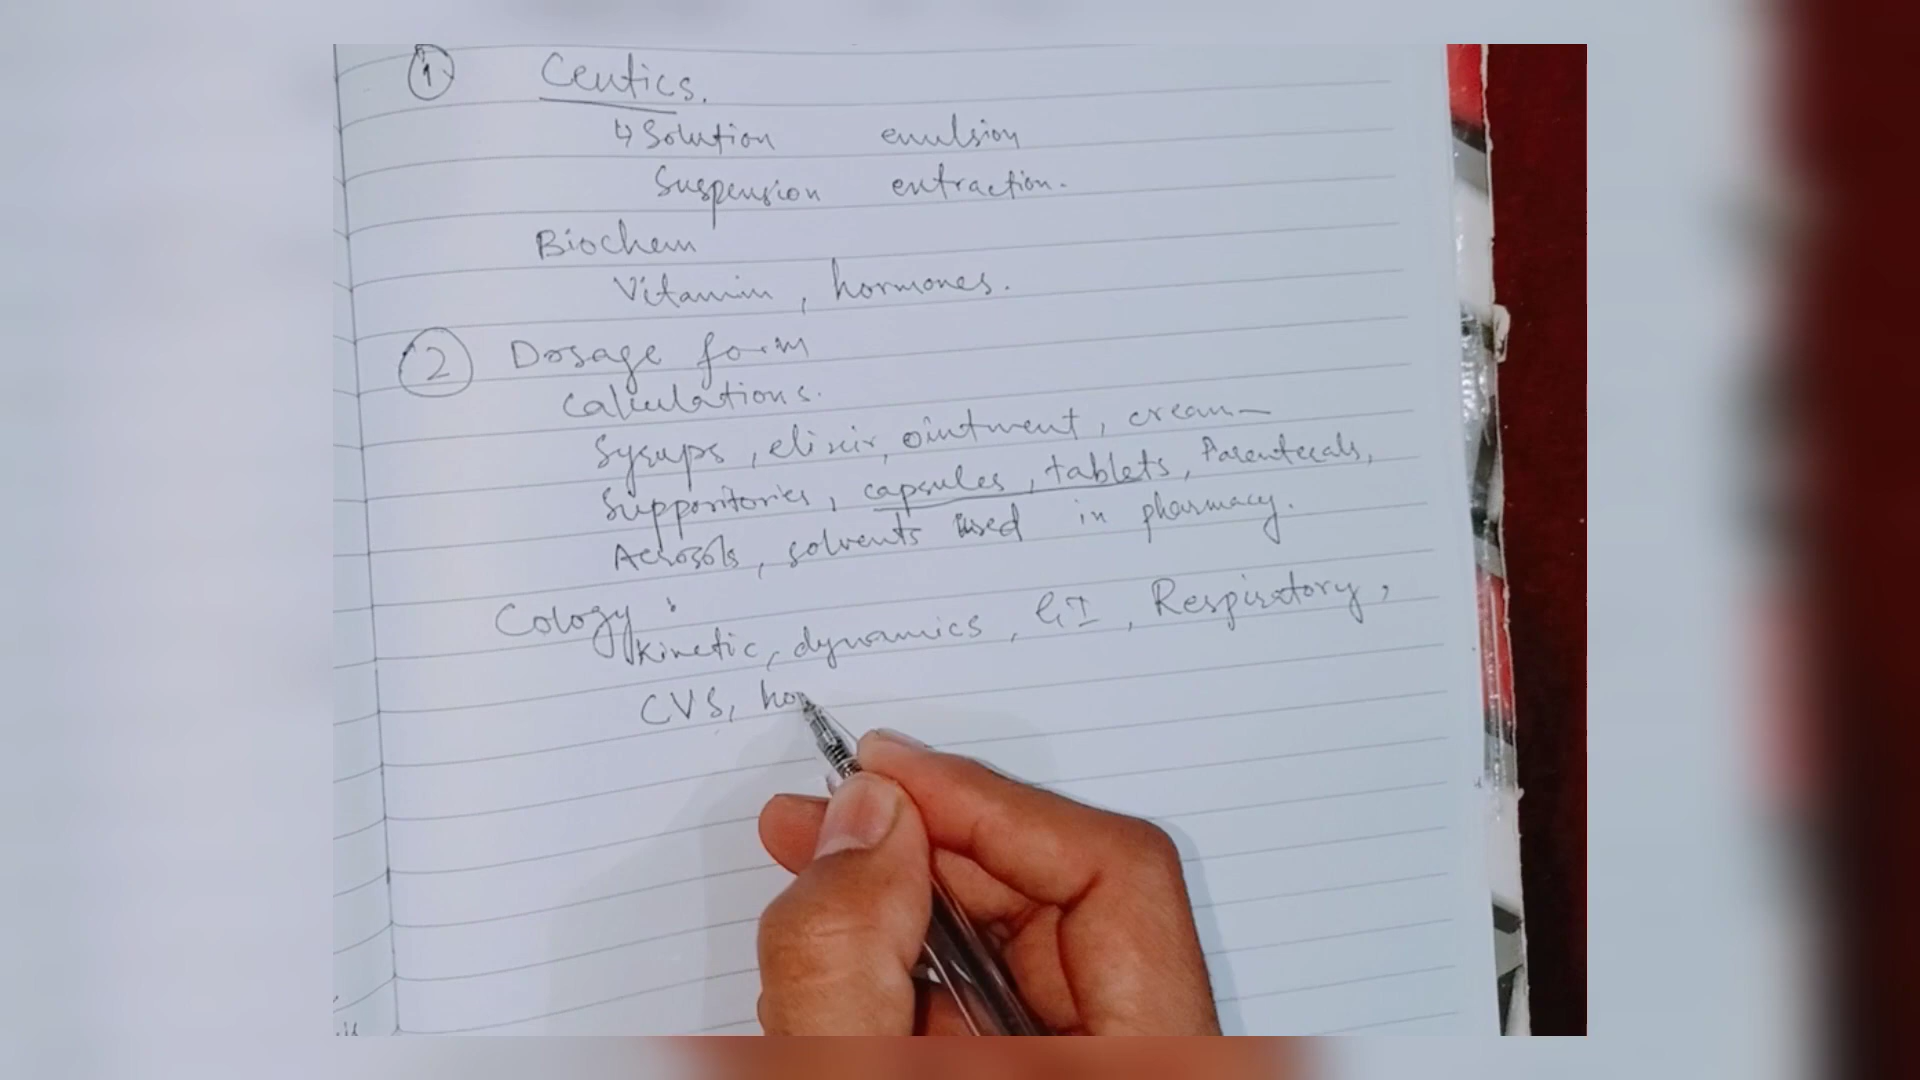 1 Ceutics.
↳ Solution emulsion
Suspension extraction.
Biochem
Vitamin, hormones.
2 Dosage form
Calculations.
Syrups, elixir, ointment, cream
Suppositories, capsules, tablets, Parenterals,
Aerosols, solvents used in pharmacy.
Cology:
Kinetic, dynamics, GI, Respiratory,
CVS, ho